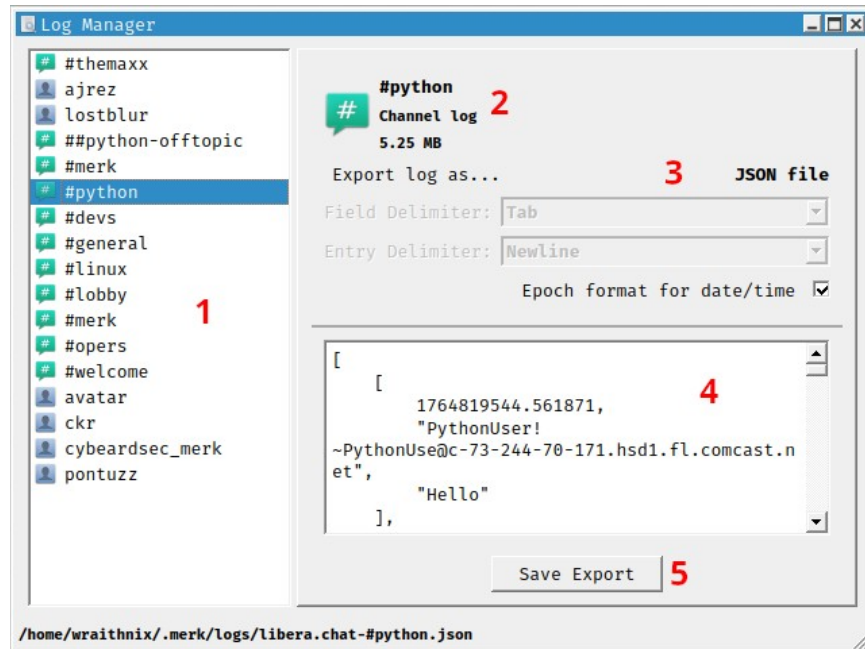 Log Manager
#themaxx
ajrez
lostblur
##python-offtopic
#merk
#python
#devs
#general
#linux
#lobby
#merk
#opers
#welcome
avatar
ckr
cybeardsec_merk
pontuzz
1
#python
Channel log
5.25 MB
2
Export log as...
3
JSON file
Field Delimiter: Tab
Entry Delimiter: Newline
Epoch format for date/time
[
[
1764819544.561871,
"PythonUser!
~PythonUse@c-73-244-70-171.hsd1.fl.comcast.n
et",
"Hello"
],
4
Save Export
5
/home/wraithnix/.merk/logs/libera.chat-#python.json